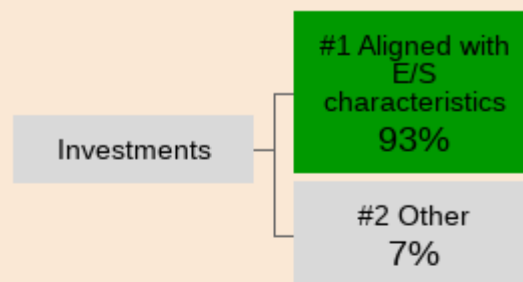 #1 Aligned with
E/S
characteristics
93%
Investments
#2 Other
7%